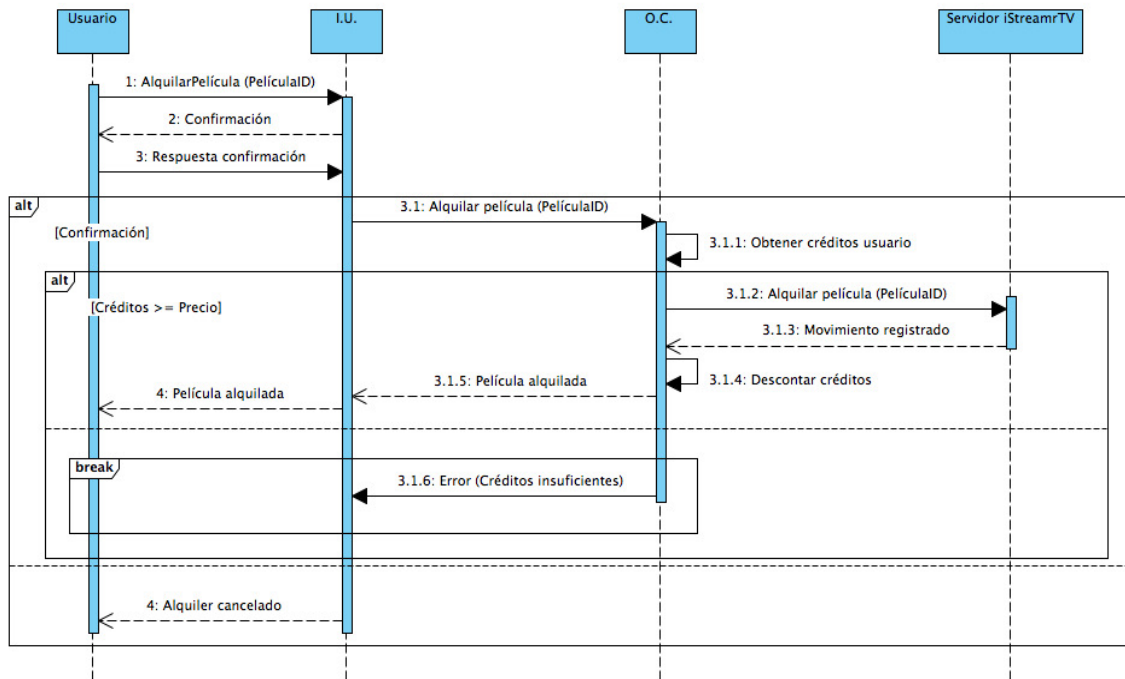 Usuario
I.U.
O.C.
Servidor iStreamrTV
1: AlquilarPelícula (PelículaID)
2: Confirmación
3: Respuesta confirmación
alt
3.1: Alquilar película (PelículaID)
[Confirmación]
3.1.1: Obtener créditos usuario
alt
[Créditos >= Precio]
3.1.2: Alquilar película (PelículaID)
3.1.3: Movimiento registrado
3.1.4: Descontar créditos
3.1.5: Película alquilada
4: Película alquilada
break
3.1.6: Error (Créditos insuficientes)
4: Alquiler cancelado